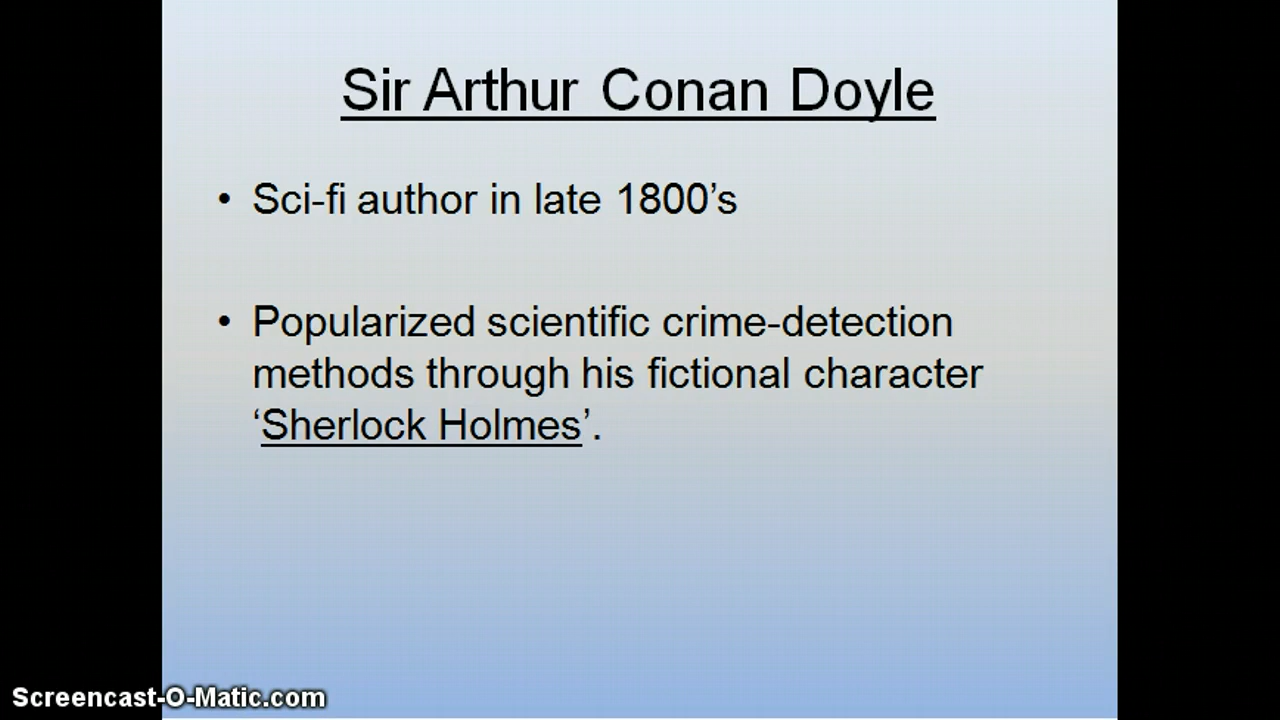 Sir Arthur Conan Doyle
• Sci-fi author in late 1800’s
• Popularized scientific crime-detection
methods through his fictional character
‘Sherlock Holmes’.
Screencast-O-Matic.com